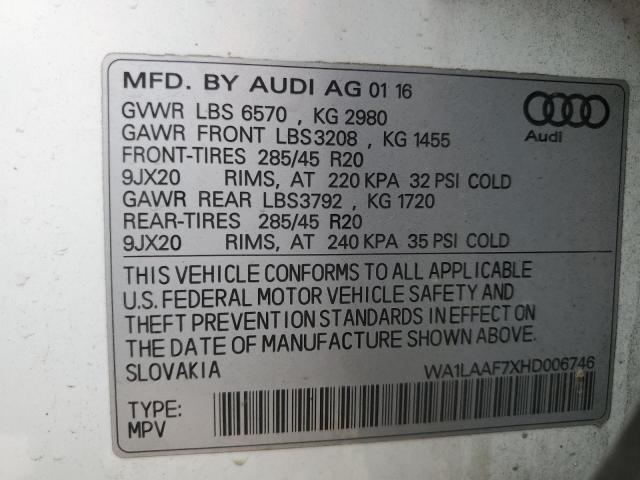 MFD. BY AUDI AG 01 16
GVWR LBS 6570 , KG 2980
GAWR FRONT LBS3208 , KG 1455
FRONT-TIRES 285/45 R20
9JX20 RIMS, AT 220 KPA 32 PSI COLD
GAWR REAR LBS3792 , KG 1720
REAR-TIRES 285/45 R20
9JX20 RIMS, AT 240 KPA 35 PSI COLD
Audi
THIS VEHICLE CONFORMS TO ALL APPLICABLE
U.S. FEDERAL MOTOR VEHICLE SAFETY AND
THEFT PREVENTION STANDARDS IN EFFECT ON
THE DATE OF MANUFACTURE SHOWN ABOVE.
SLOVAKIA WA1LAAF7XHD006746
TYPE:
MPV